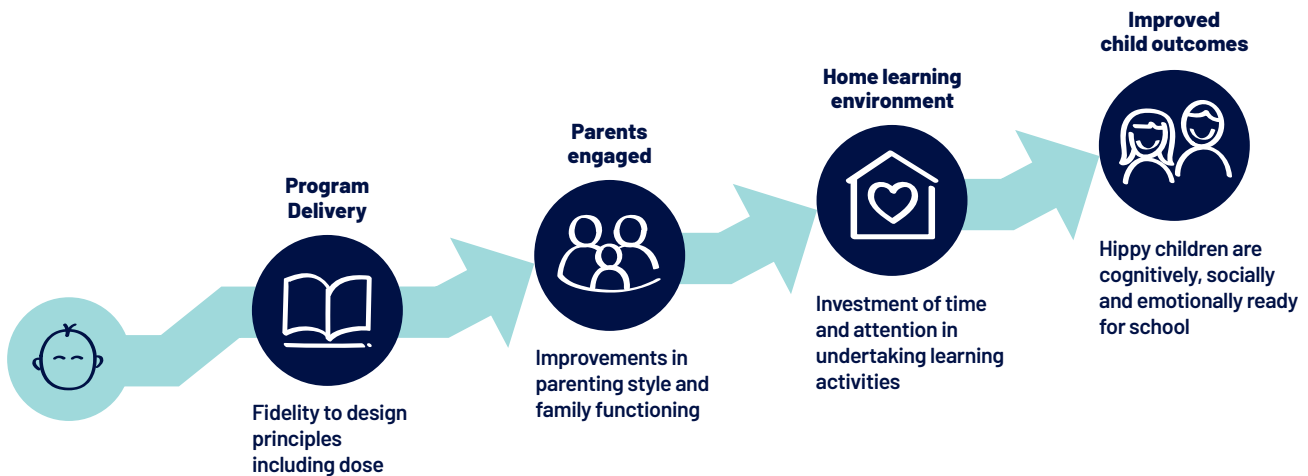 Program
Delivery
Fidelity to design
principles
including dose
Parents
engaged
Improvements in
parenting style and
family functioning
Home learning
environment
Investment of time
and attention in
undertaking learning
activities
Improved
child outcomes
Hippy children are
cognitively, socially
and emotionally ready
for school